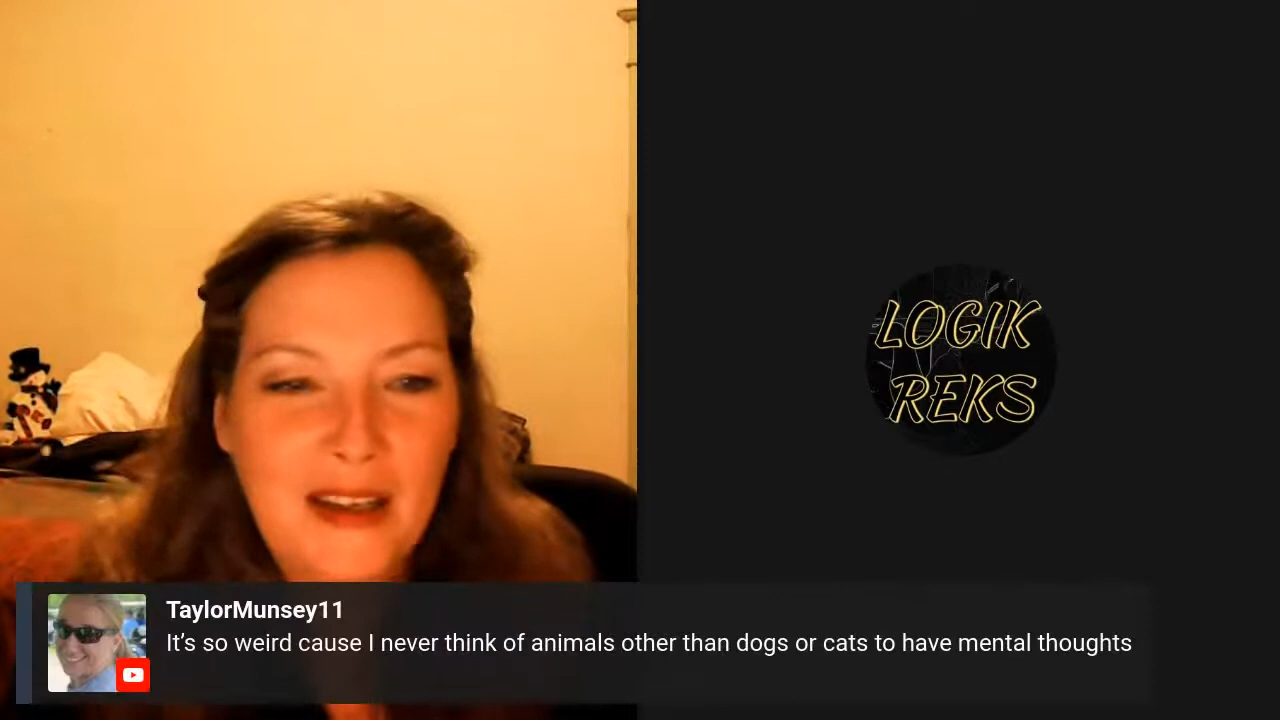 LOGIK
REKS
TaylorMunsey11
It’s so weird cause I never think of animals other than dogs or cats to have mental thoughts